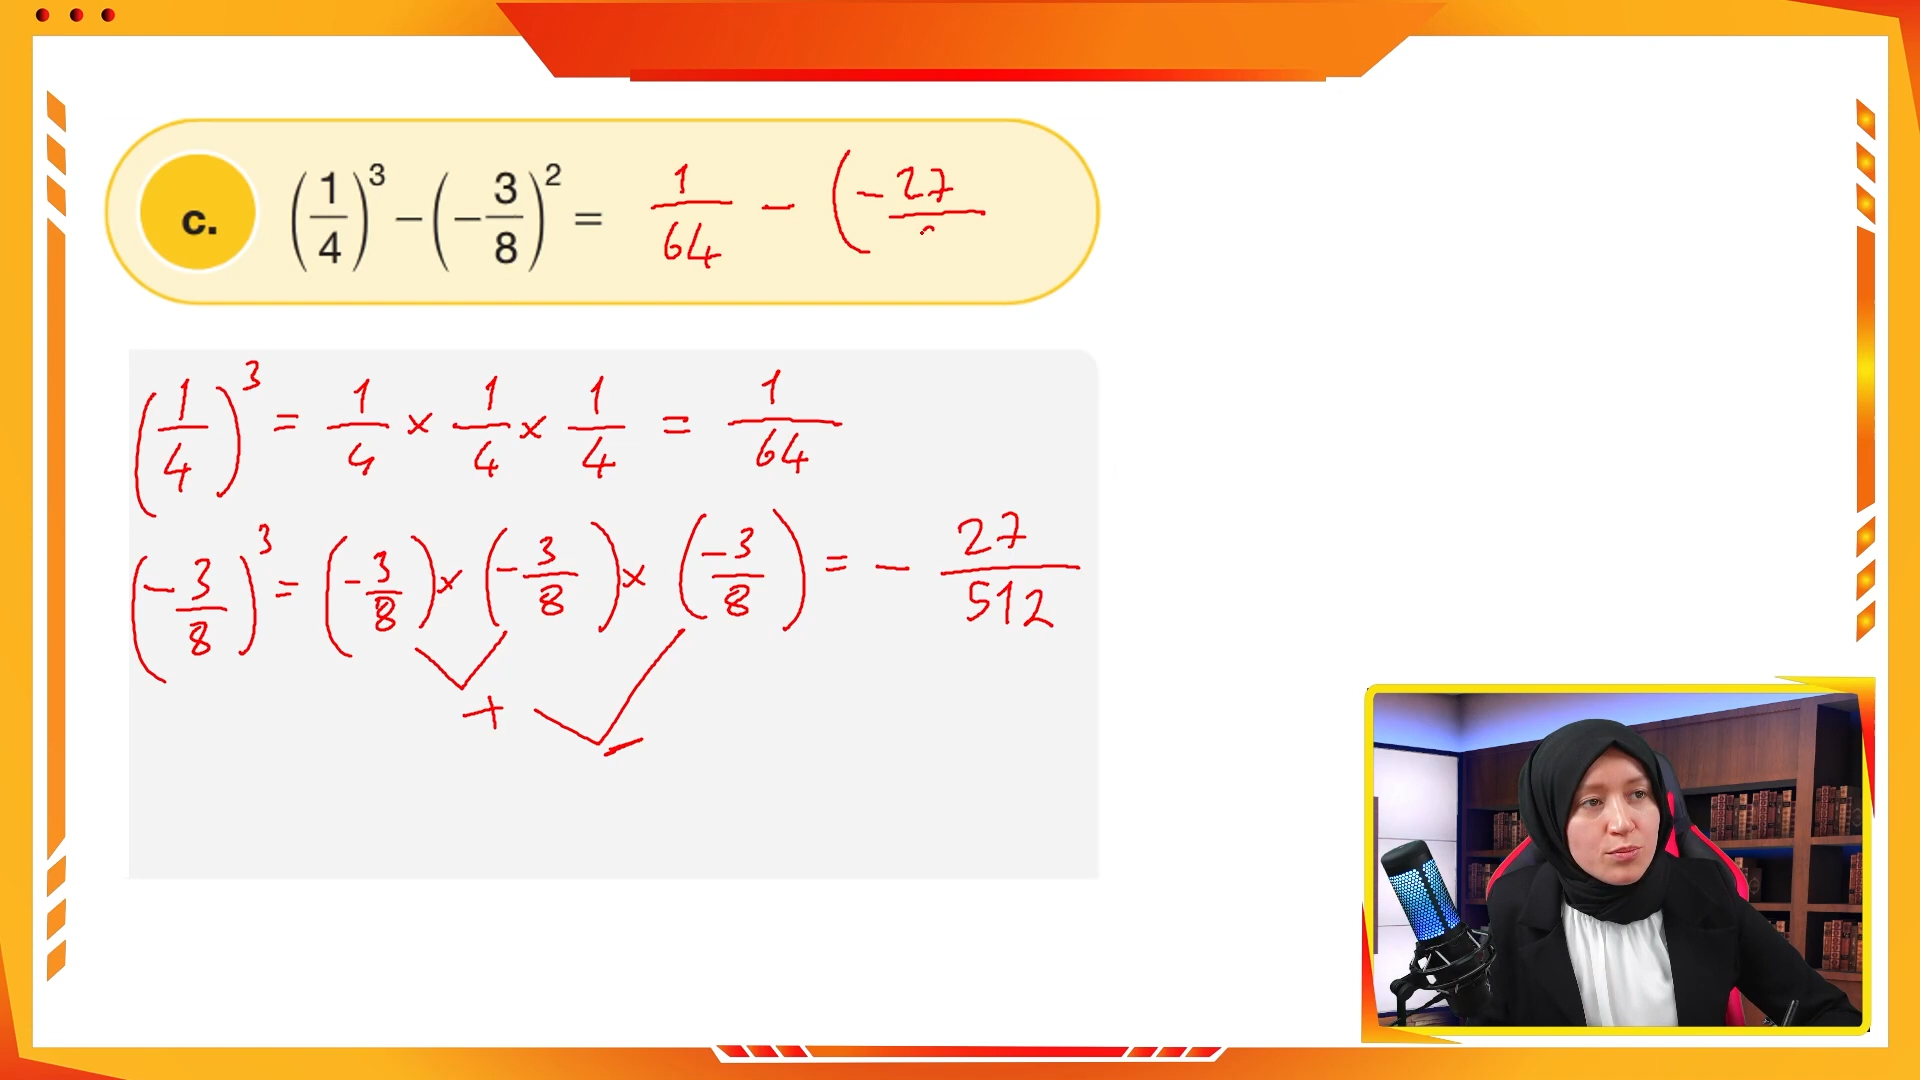 c. (1/4)³ − (−3/8)² = 1/64 − (−27/
(1/4)³ = 1/4 × 1/4 × 1/4 = 1/64
(−3/8)³ = (−3/8) × (−3/8) × (−3/8) = − 27/512
+ −